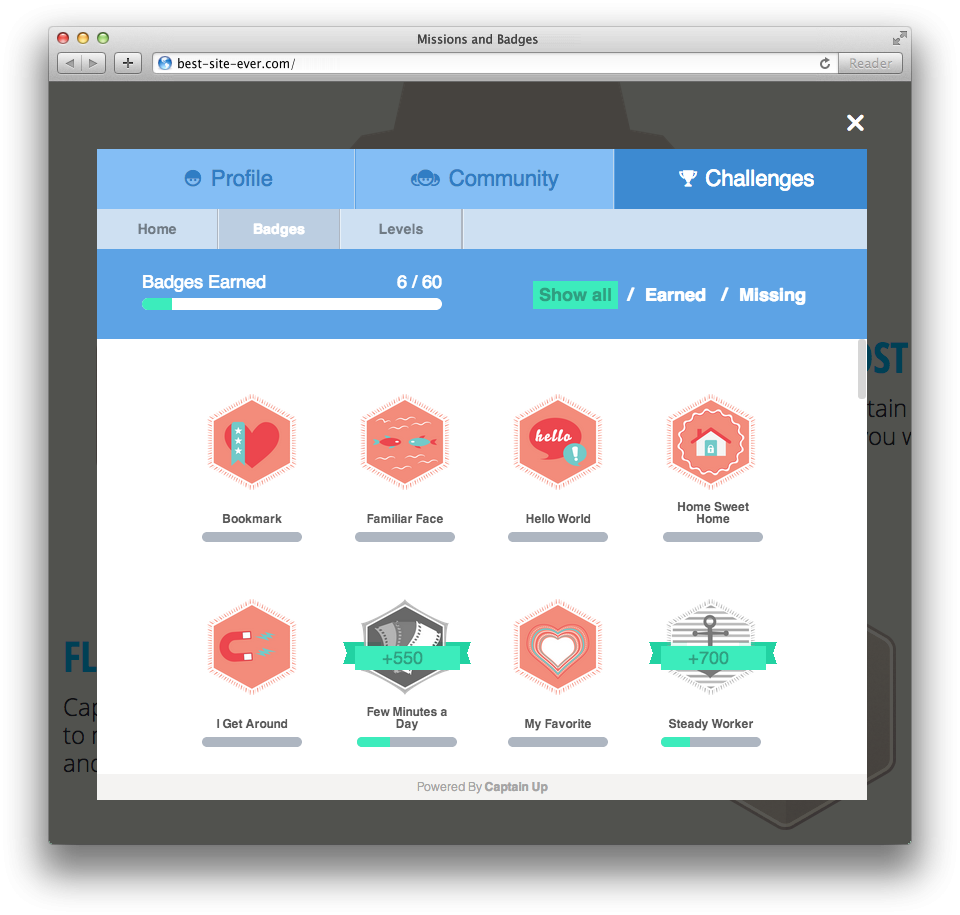 Missions and Badges
best-site-ever.com/
Reader
Profile
Community
Challenges
Home
Badges
Levels
Badges Earned
6 / 60
Show all / Earned / Missing
OST
tain
ou w
hello
!
Bookmark
Familiar Face
Hello World
Home Sweet
Home
+550
+700
FL
Cap
to
and
I Get Around
Few Minutes a
Day
My Favorite
Steady Worker
Powered By Captain Up